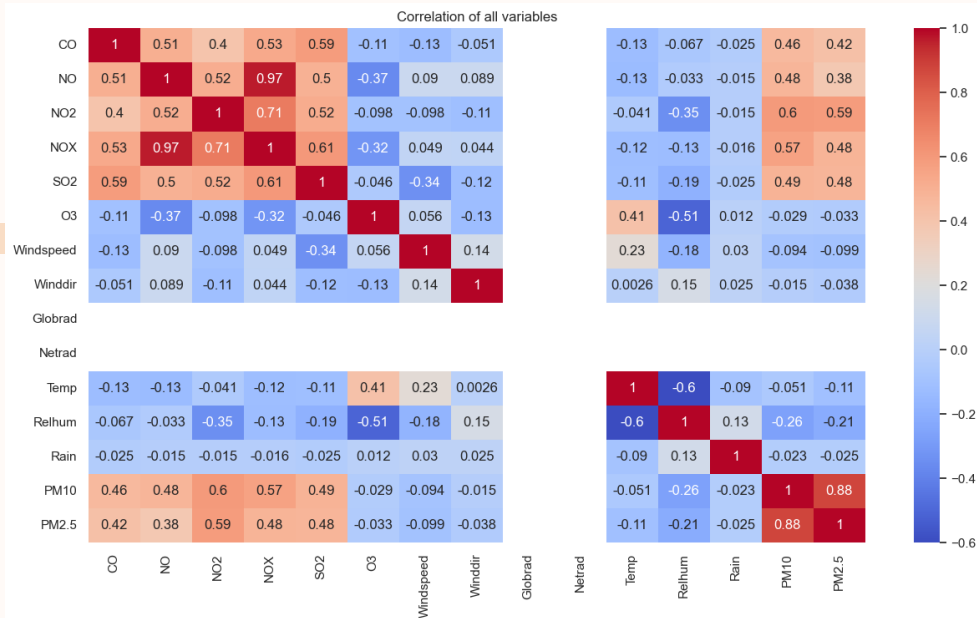 Correlation of all variables
CO 1 0.51 0.4 0.53 0.59 -0.11 -0.13 -0.051 -0.13 -0.067 -0.025 0.46 0.42
NO 0.51 1 0.52 0.97 0.5 -0.37 0.09 0.089 -0.13 -0.033 -0.015 0.48 0.38
NO2 0.4 0.52 1 0.71 0.52 -0.098 -0.098 -0.11 -0.041 -0.35 -0.015 0.6 0.59
NOX 0.53 0.97 0.71 1 0.61 -0.32 0.049 0.044 -0.12 -0.13 -0.016 0.57 0.48
SO2 0.59 0.5 0.52 0.61 1 -0.046 -0.34 -0.12 -0.11 -0.19 -0.025 0.49 0.48
O3 -0.11 -0.37 -0.098 -0.32 -0.046 1 0.056 -0.13 0.41 -0.51 0.012 -0.029 -0.033
Windspeed -0.13 0.09 -0.098 0.049 -0.34 0.056 1 0.14 0.23 -0.18 0.03 -0.094 -0.099
Winddir -0.051 0.089 -0.11 0.044 -0.12 -0.13 0.14 1 0.0026 0.15 0.025 -0.015 -0.038
Globrad
Netrad
Temp -0.13 -0.13 -0.041 -0.12 -0.11 0.41 0.23 0.0026 1 -0.6 -0.09 -0.051 -0.11
Relhum -0.067 -0.033 -0.35 -0.13 -0.19 -0.51 -0.18 0.15 -0.6 1 0.13 -0.26 -0.21
Rain -0.025 -0.015 -0.015 -0.016 -0.025 0.012 0.03 0.025 -0.09 0.13 1 -0.023 -0.025
PM10 0.46 0.48 0.6 0.57 0.49 -0.029 -0.094 -0.015 -0.051 -0.26 -0.023 1 0.88
PM2.5 0.42 0.38 0.59 0.48 0.48 -0.033 -0.099 -0.038 -0.11 -0.21 -0.025 0.88 1
CO NO NO2 NOX SO2 O3 Windspeed Winddir Globrad Netrad Temp Relhum Rain PM10 PM2.5
1.0
0.8
0.6
0.4
0.2
0.0
−0.2
−0.4
−0.6